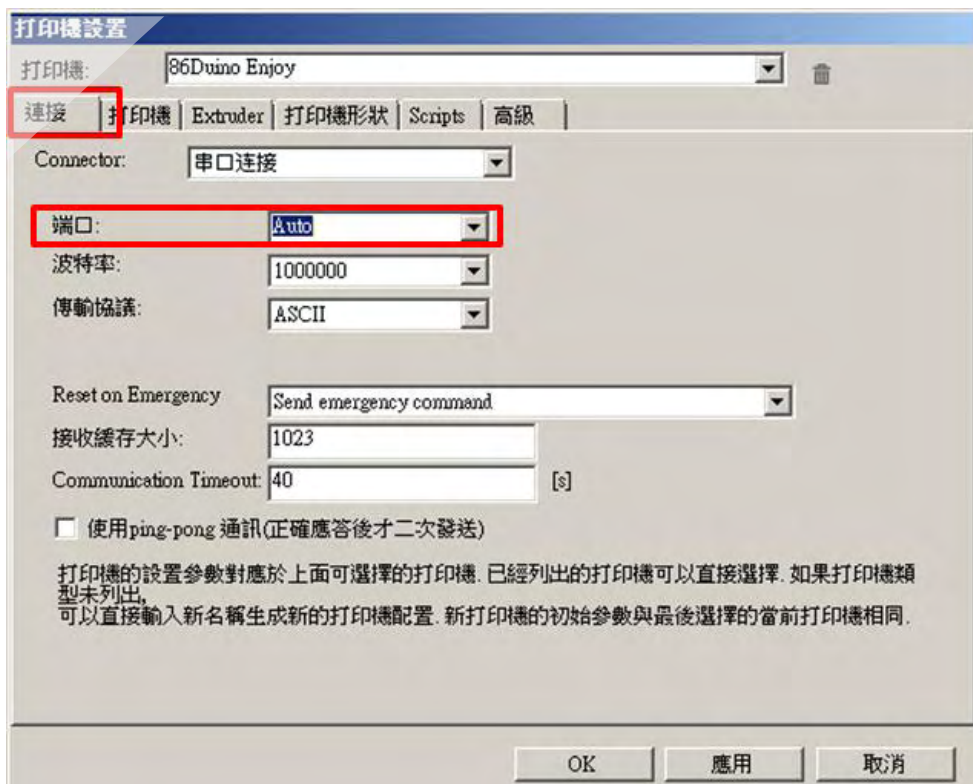 打印機設置
打印機: 86Duino Enjoy
連接 打印機 Extruder 打印機形狀 Scripts 高級
Connector: 串口连接
端口: Auto
波特率: 1000000
傳輸協議: ASCII
Reset on Emergency Send emergency command
接收緩存大小: 1023
Communication Timeout: 40 [s]
使用ping-pong 通訊(正確應答後才二次發送)
打印機的設置參數對應於上面可選擇的打印機. 已經列出的打印機可以直接選擇. 如果打印機類
型未列出,
可以直接輸入新名稱生成新的打印機配置. 新打印機的初始參數與最後選擇的當前打印機相同.
OK 應用 取消